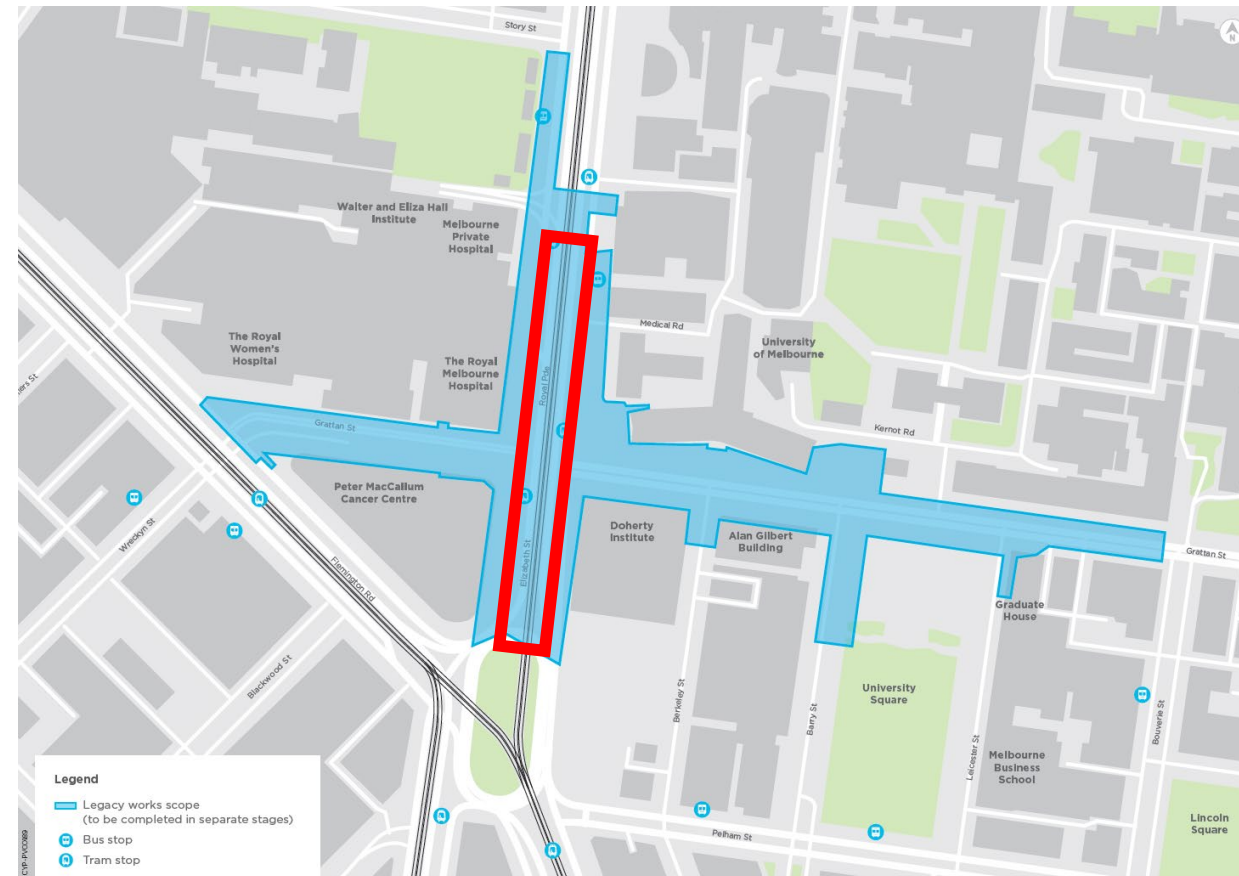 Story St
N
Walter and Eliza Hall
Institute
Melbourne
Private
Hospital
Medical Rd
The Royal
Women's
Hospital
The Royal
Melbourne
Hospital
University
of Melbourne
Royal Pde
Grattan St
Kernot Rd
Peter MacCallum
Cancer Centre
Wreckyn St
Doherty
Institute
Alan Gilbert
Building
Elizabeth St
Grattan St
Flemington Rd
Graduate
House
Blackwood St
Berkeley St
University
Square
Barry St
Leicester St
Bouverie St
Melbourne
Business
School
Lincoln
Square
Pelham St
Legend
Legacy works scope
(to be completed in separate stages)
Bus stop
Tram stop